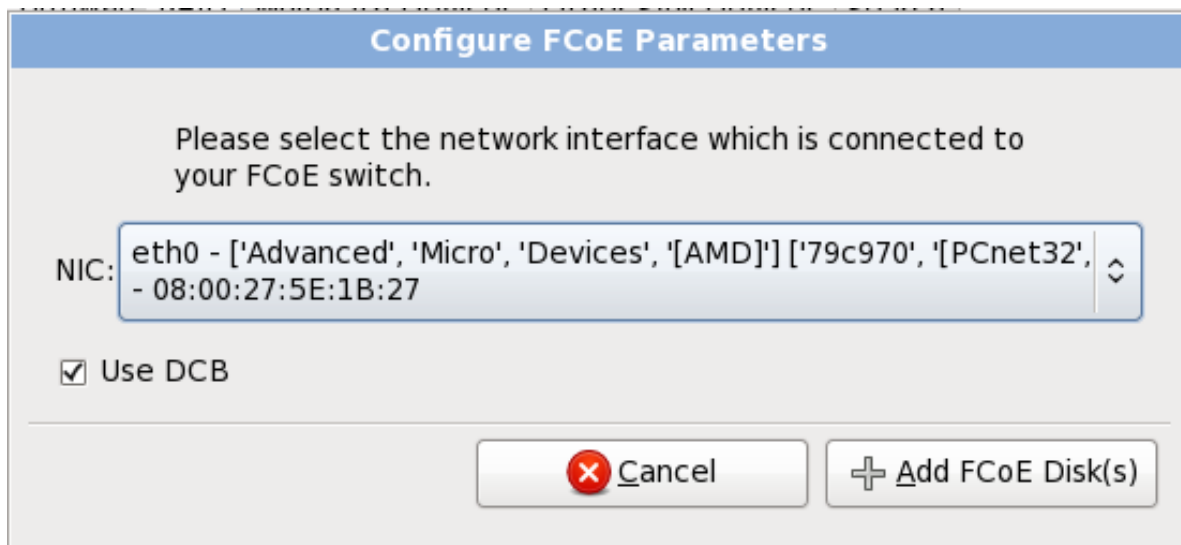 Configure FCoE Parameters
Please select the network interface which is connected to
your FCoE switch.
NIC:
eth0 - ['Advanced', 'Micro', 'Devices', '[AMD]'] ['79c970', '[PCnet32',
- 08:00:27:5E:1B:27
Use DCB
Cancel
Add FCoE Disk(s)